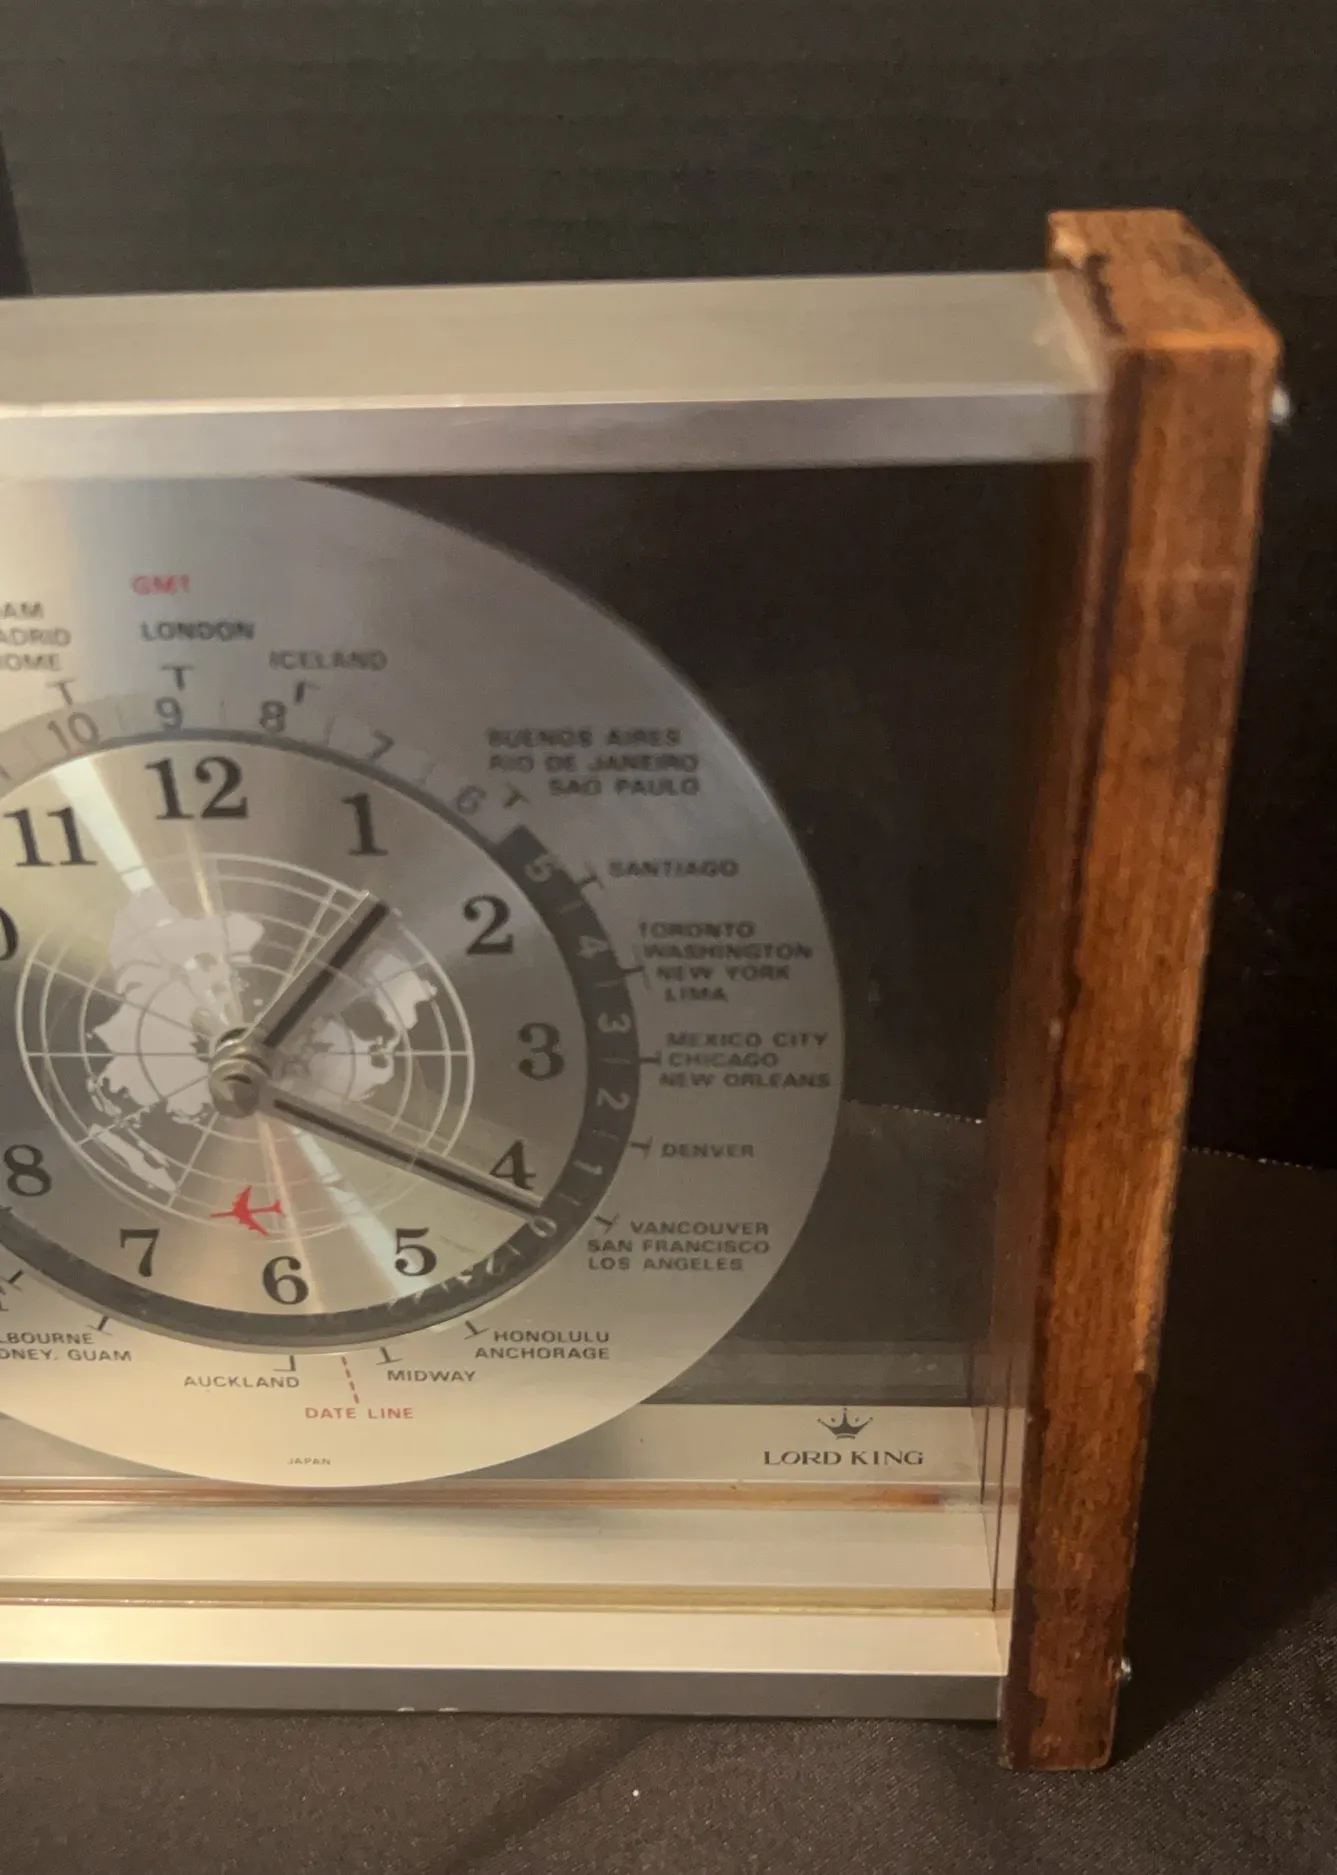 GMT
LONDON
ICELAND
10 9 8 7 6 5 4 3 2 1 0
BUENOS AIRES
RIO DE JANEIRO
SAO PAULO
SANTIAGO
TORONTO
WASHINGTON
NEW YORK
LIMA
MEXICO CITY
CHICAGO
NEW ORLEANS
DENVER
VANCOUVER
SAN FRANCISCO
LOS ANGELES
HONOLULU
ANCHORAGE
MIDWAY
DATE LINE
AUCKLAND
GUAM
12
1
2
3
4
5
6
7
8
11
JAPAN
LORD KING